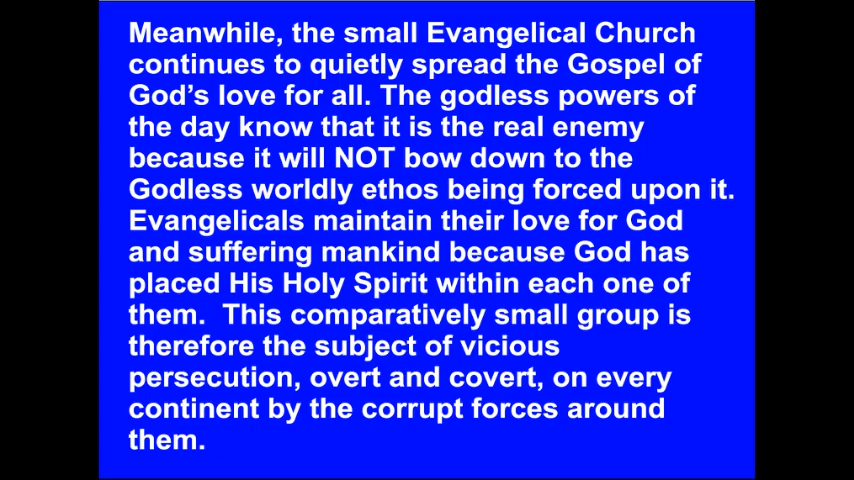 Meanwhile, the small Evangelical Church
continues to quietly spread the Gospel of
God's love for all. The godless powers of
the day know that it is the real enemy
because it will NOT bow down to the
Godless worldly ethos being forced upon it.
Evangelicals maintain their love for God
and suffering mankind because God has
placed His Holy Spirit within each one of
them.  This comparatively small group is
therefore the subject of vicious
persecution, overt and covert, on every
continent by the corrupt forces around
them.